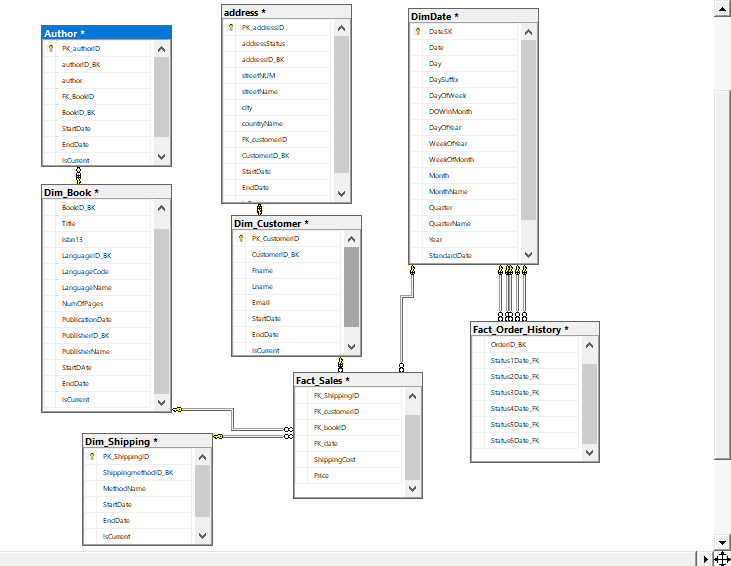 Author *
PK_authorID
authorID_BK
author
FK_BookID
BookID_BK
StartDate
EndDate
IsCurrent
address *
PK_addressID
addressStatus
addressID_BK
streetNUM
streetName
city
countryName
FK_customerID
CustomerID_BK
StartDate
EndDate
DimDate *
DateSK
Date
Day
DaySuffix
DayOfWeek
DOWInMonth
DayOfYear
WeekOfYear
WeekOfMonth
Month
MonthName
Quarter
QuarterName
Year
StandardDate
Dim_Book *
BookID_BK
Title
isbn13
LanguageID_BK
LanguageCode
LanguageName
NumOfPages
PublicationDate
PublisherID_BK
PublisherName
StartDAte
EndDate
IsCurrent
Dim_Customer *
PK_CustomerID
CustomerID_BK
Fname
Lname
Email
StartDate
EndDate
IsCurrent
Fact_Order_History *
OrderID_BK
Status1Date_FK
Status2Date_FK
Status3Date_FK
Status4Date_FK
Status5Date_FK
Status6Date_FK
Fact_Sales *
FK_ShippingID
FK_customerID
FK_bookID
FK_date
ShippingCost
Price
Dim_Shipping *
PK_ShippingID
ShippingmethodID_BK
MethodName
StartDate
EndDate
IsCurrent